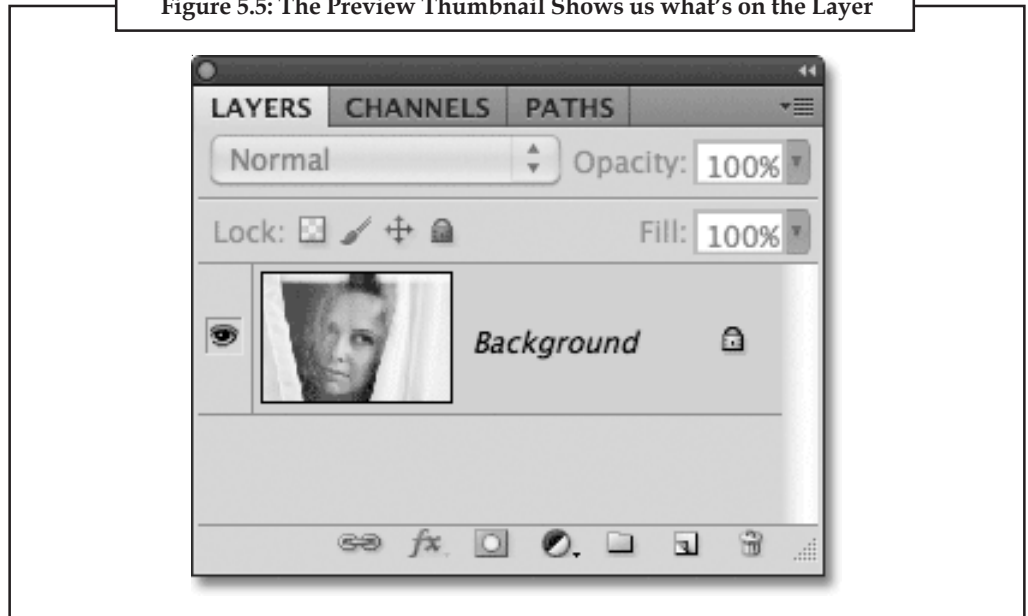 Figure 5.5: The Preview Thumbnail Shows us what's on the Layer
LAYERS CHANNELS PATHS
Normal Opacity: 100%
Lock: Fill: 100%
Background
fx